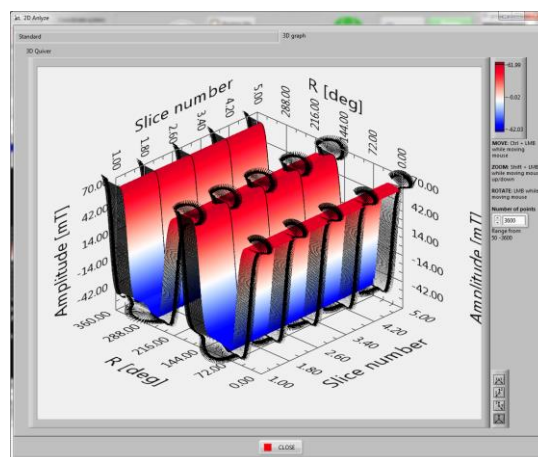 2D Anlyze
Standard
3D graph
3D Quiver
Slice number
R [deg]
1.00
1.80
2.60
3.40
4.20
5.00
288.00
216.00
144.00
72.00
0.00
70.00
42.00
14.00
-14.00
-42.00
Amplitude [mT]
70.00
42.00
14.00
-14.00
-42.00
Amplitude [mT]
360.00
288.00
216.00
144.00
72.00
0.00
R [deg]
1.00
1.80
2.60
3.40
4.20
5.00
Slice number
-9.02
-42.03
MOVE: Ctrl + LMB
while moving
mouse
ZOOM: Shift + LMB
while moving mouse
up/down
ROTATE: LMB while
moving mouse
Number of points
3600
Range from
50 -3600
CLOSE